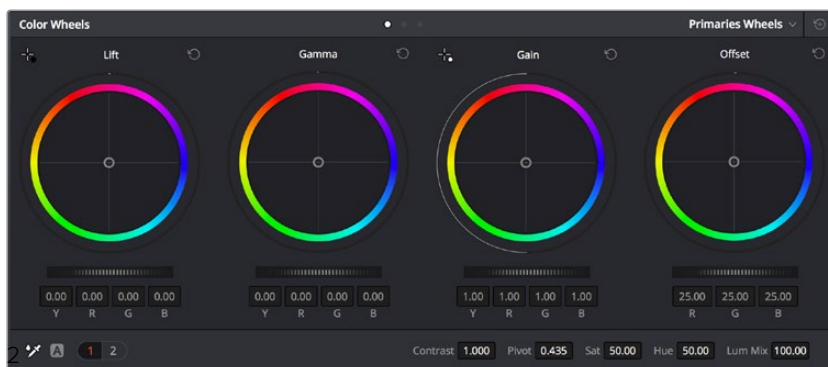 Color Wheels Primaries Wheels
Lift Gamma Gain Offset
0.00 0.00 0.00 0.00 0.00 0.00 0.00 0.00 1.00 1.00 1.00 1.00 25.00 25.00 25.00
Y R G B Y R G B Y R G B R G B
2 A 1 2 Contrast 1.000 Pivot 0.435 Sat 50.00 Hue 50.00 Lum Mix 100.00